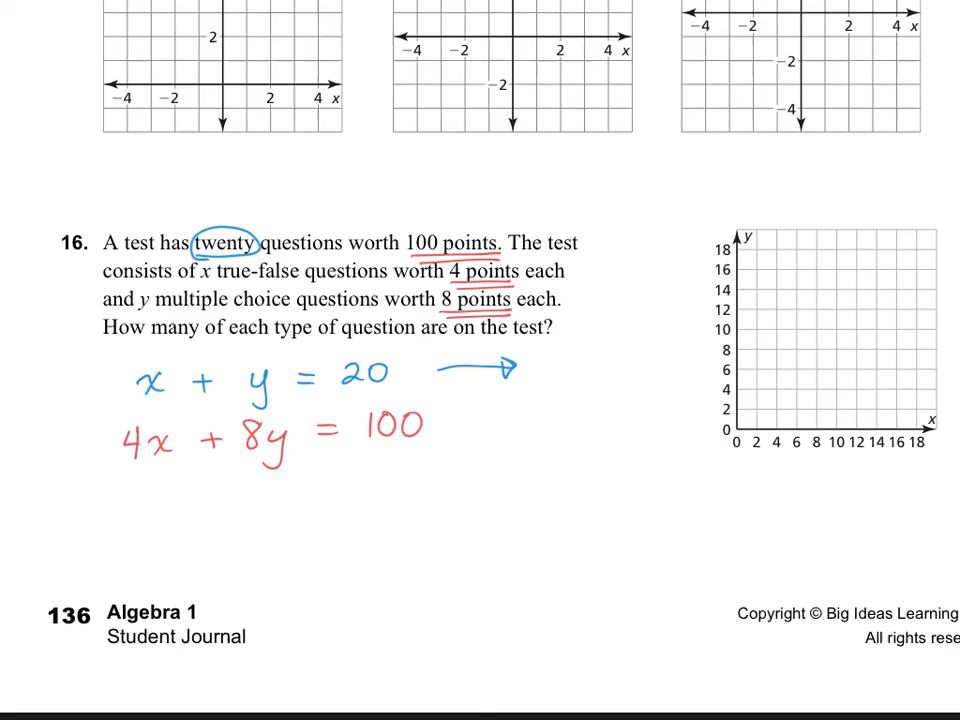 2
-4 -2 2 4 x
-4 -2 2 4 x
-2
-4 -2 2 4 x
-2
-4
16. A test has twenty questions worth 100 points. The test
consists of x true-false questions worth 4 points each
and y multiple choice questions worth 8 points each.
How many of each type of question are on the test?
x + y = 20
4x + 8y = 100
y
18
16
14
12
10
8
6
4
2
0
x
0 2 4 6 8 10 12 14 16 18
136 Algebra 1
Student Journal
Copyright © Big Ideas Learning
All rights rese